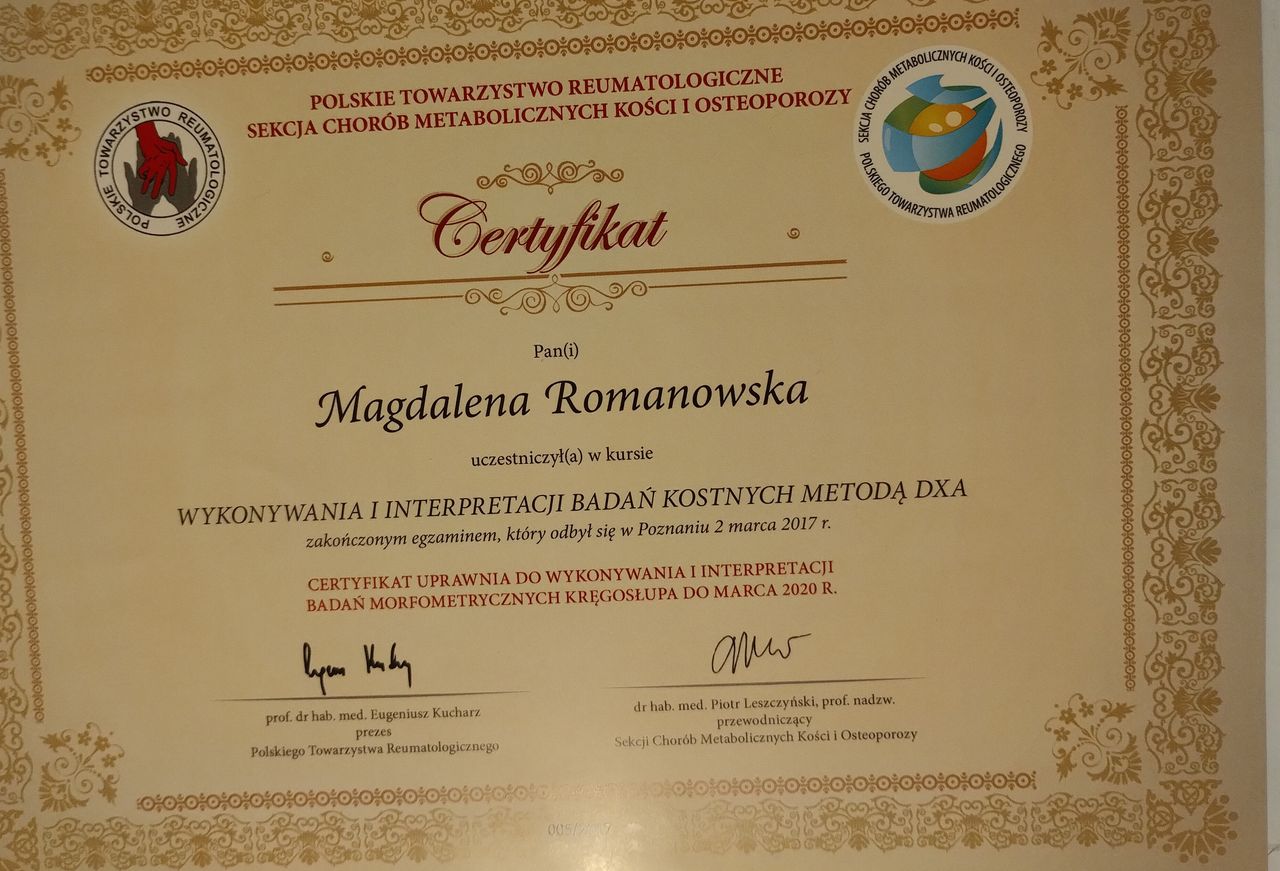 POLSKIE TOWARZYSTWO REUMATOLOGICZNE
SEKCJA CHORÓB METABOLICZNYCH KOŚCI I OSTEOPOROZY
POLSKIE TOWARZYSTWO REUMATOLOGICZNE
SEKCJA CHORÓB METABOLICZNYCH KOŚCI I OSTEOPOROZY
POLSKIEGO TOWARZYSTWA REUMATOLOGICZNEGO
Certyfikat
Pan(i)
Magdalena Romanowska
uczestniczył(a) w kursie
WYKONYWANIA I INTERPRETACJI BADAŃ KOSTNYCH METODĄ DXA
zakończonym egzaminem, który odbył się w Poznaniu 2 marca 2017 r.
CERTYFIKAT UPRAWNIA DO WYKONYWANIA I INTERPRETACJI
BADAŃ MORFOMETRYCZNYCH KRĘGOSŁUPA DO MARCA 2020 R.
prof. dr hab. med. Eugeniusz Kucharz
prezes
Polskiego Towarzystwa Reumatologicznego
dr hab. med. Piotr Leszczyński, prof. nadzw.
przewodniczący
Sekcji Chorób Metabolicznych Kości i Osteoporozy